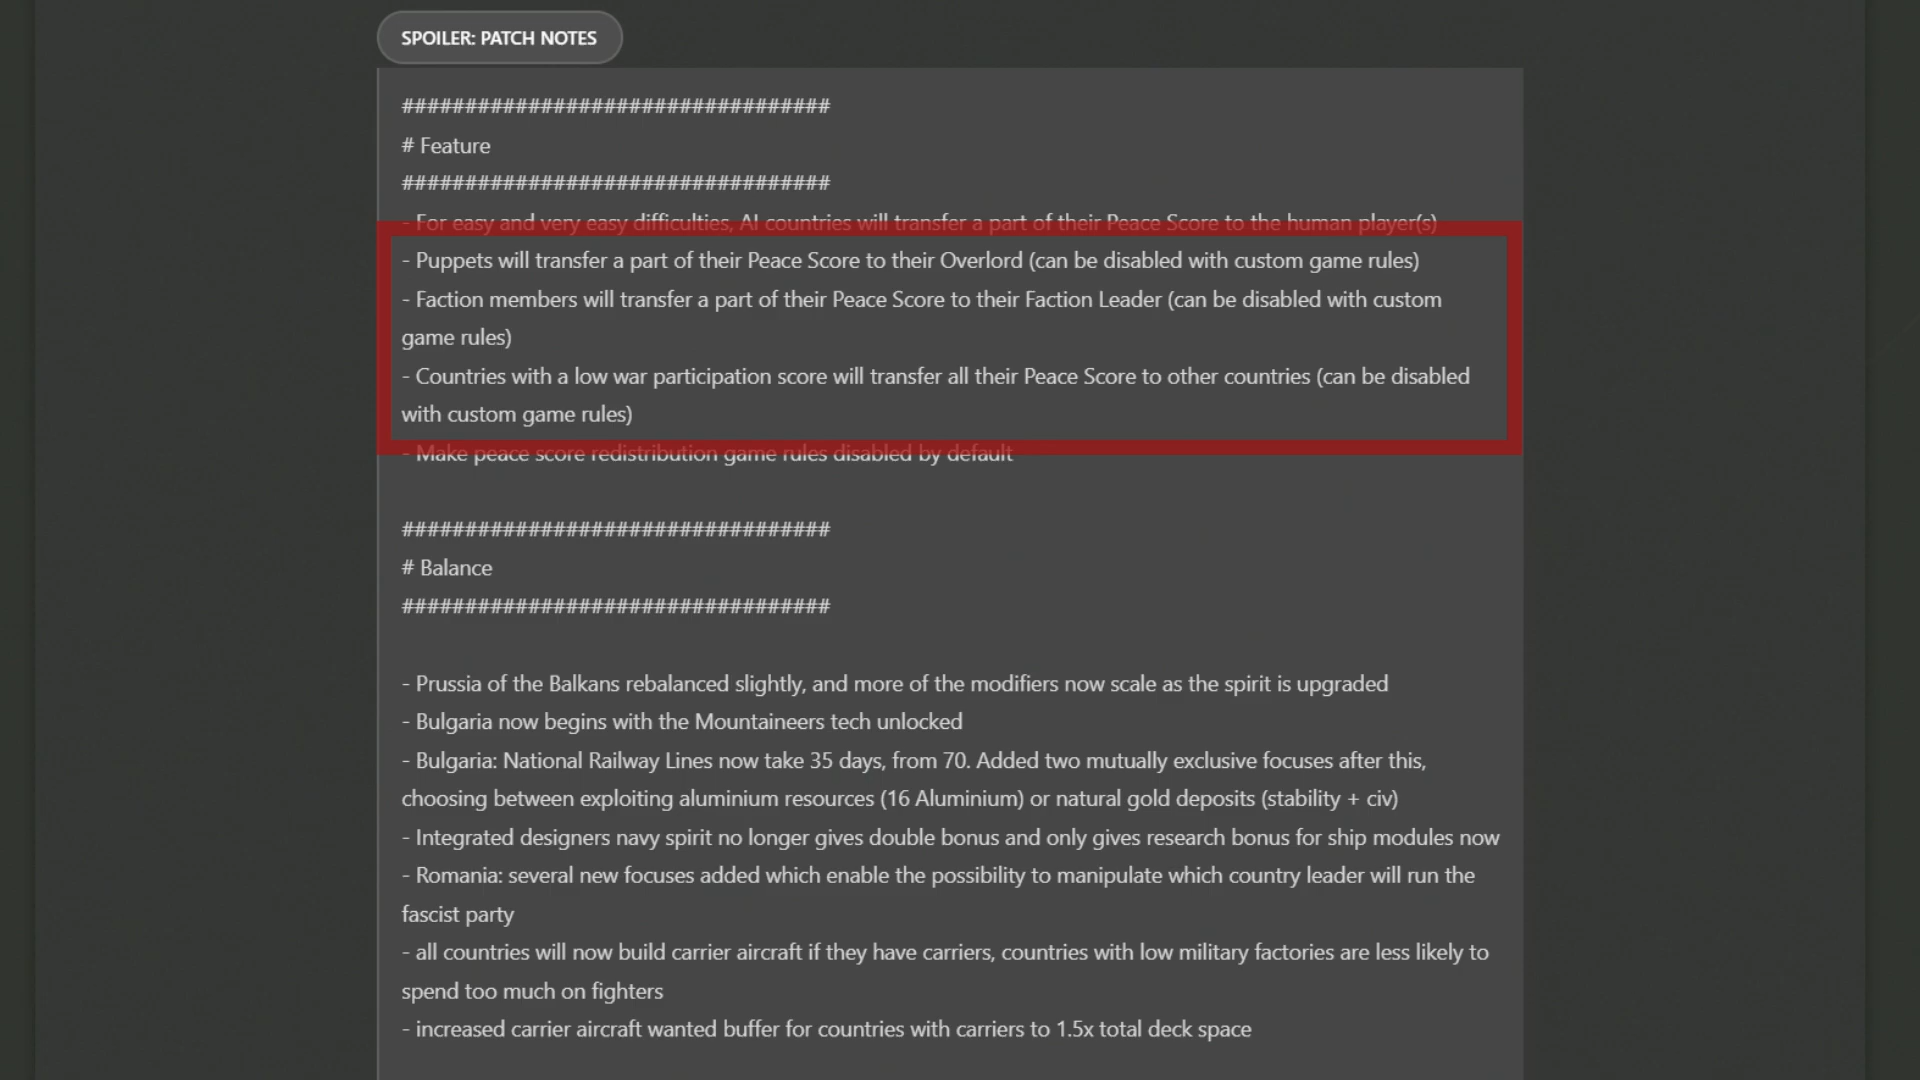 SPOILER: PATCH NOTES
##################################
# Feature
##################################
- For easy and very easy difficulties, AI countries will transfer a part of their Peace Score to the human player(s)
- Puppets will transfer a part of their Peace Score to their Overlord (can be disabled with custom game rules)
- Faction members will transfer a part of their Peace Score to their Faction Leader (can be disabled with custom
game rules)
- Countries with a low war participation score will transfer all their Peace Score to other countries (can be disabled
with custom game rules)
- Make peace score redistribution game rules disabled by default
##################################
# Balance
##################################
- Prussia of the Balkans rebalanced slightly, and more of the modifiers now scale as the spirit is upgraded
- Bulgaria now begins with the Mountaineers tech unlocked
- Bulgaria: National Railway Lines now take 35 days, from 70. Added two mutually exclusive focuses after this,
choosing between exploiting aluminium resources (16 Aluminium) or natural gold deposits (stability + civ)
- Integrated designers navy spirit no longer gives double bonus and only gives research bonus for ship modules now
- Romania: several new focuses added which enable the possibility to manipulate which country leader will run the
fascist party
- all countries will now build carrier aircraft if they have carriers, countries with low military factories are less likely to
spend too much on fighters
- increased carrier aircraft wanted buffer for countries with carriers to 1.5x total deck space